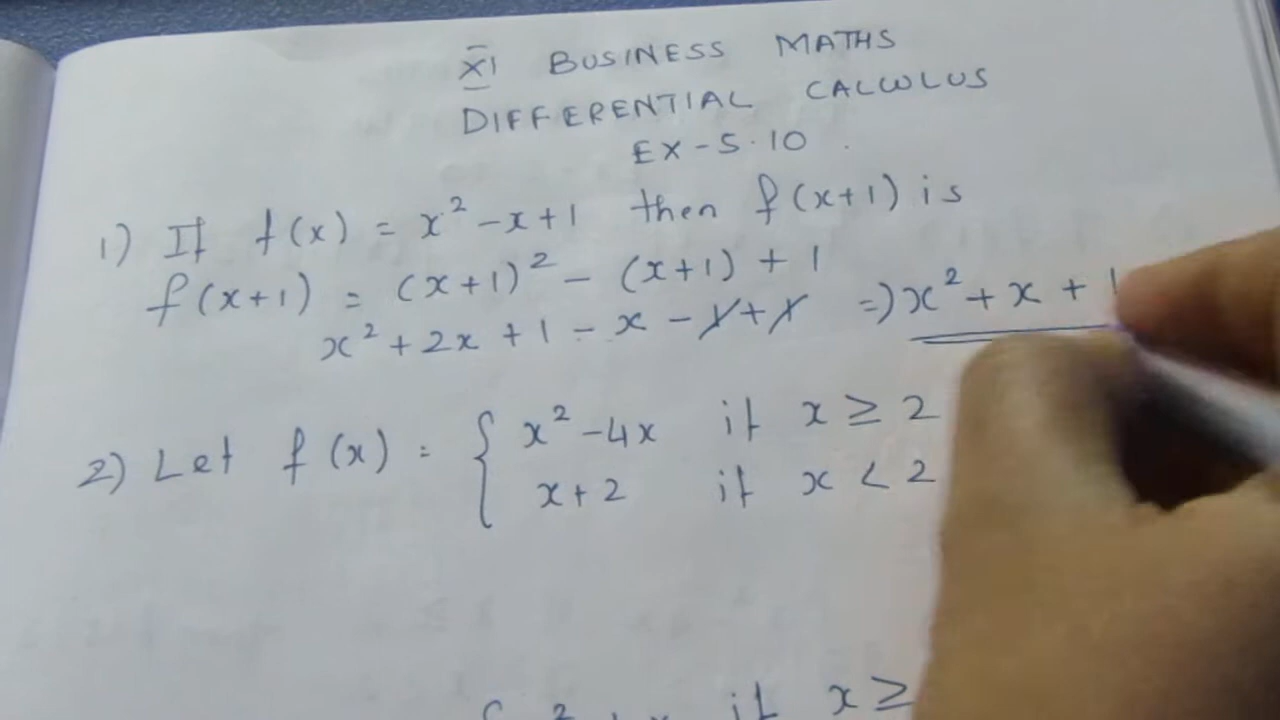 XI BUSINESS MATHS
DIFFERENTIAL CALCULUS
EX-5.10.
1) If f(x) = x² - x + 1 then f(x+1) is
f(x+1) = (x+1)² - (x+1) + 1
x² + 2x + 1 - x - 1 + 1 ⇒ x² + x + 1
2) Let f(x) = { x² - 4x if x ≥ 2
x + 2 if x < 2
if x ≥